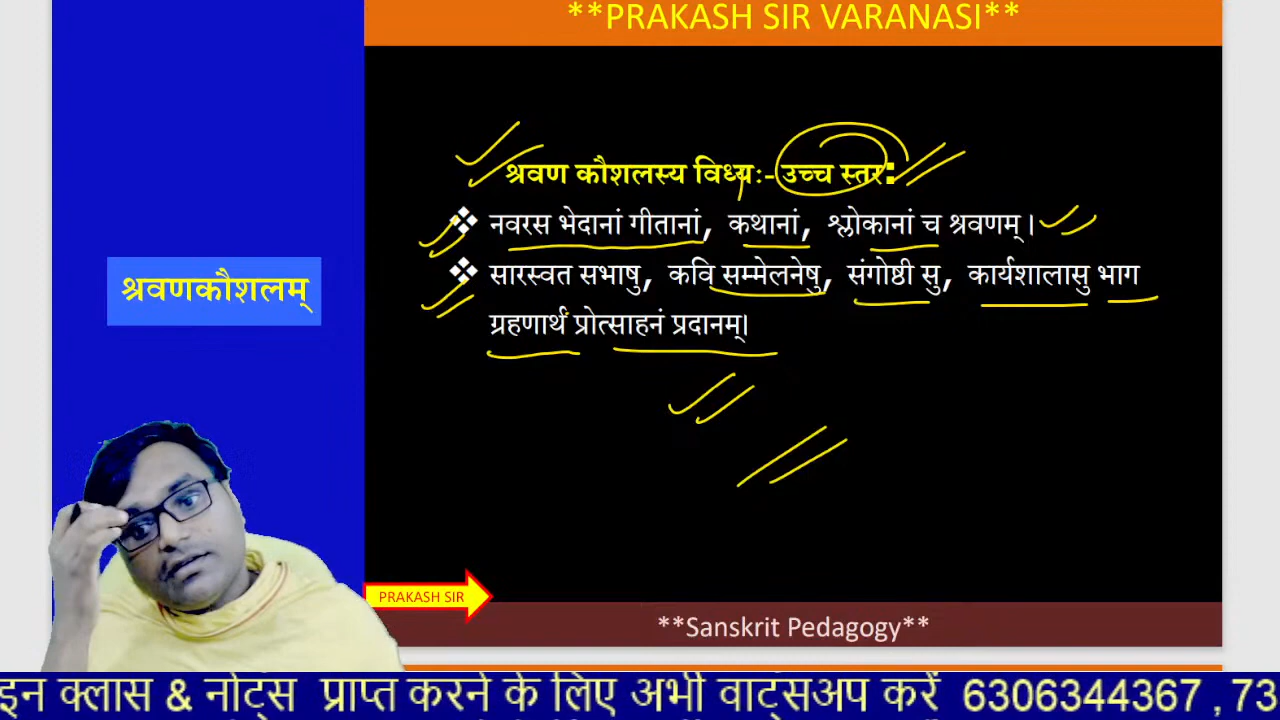 **PRAKASH SIR VARANASI**
श्रवण कौशलस्य विध्यः- उच्च स्तर:
❖ नवरस भेदानां गीतानां, कथानां, श्लोकानां च श्रवणम्।
❖ सारस्वत सभाषु, कवि सम्मेलनेषु, संगोष्ठी सु, कार्यशालासु भाग
ग्रहणार्थं प्रोत्साहनं प्रदानम्।
श्रवणकौशलम्
PRAKASH SIR
**Sanskrit Pedagogy**
इन क्लास & नोट्स प्राप्त करने के लिए अभी वाट्सअप करें 6306344367 , 73